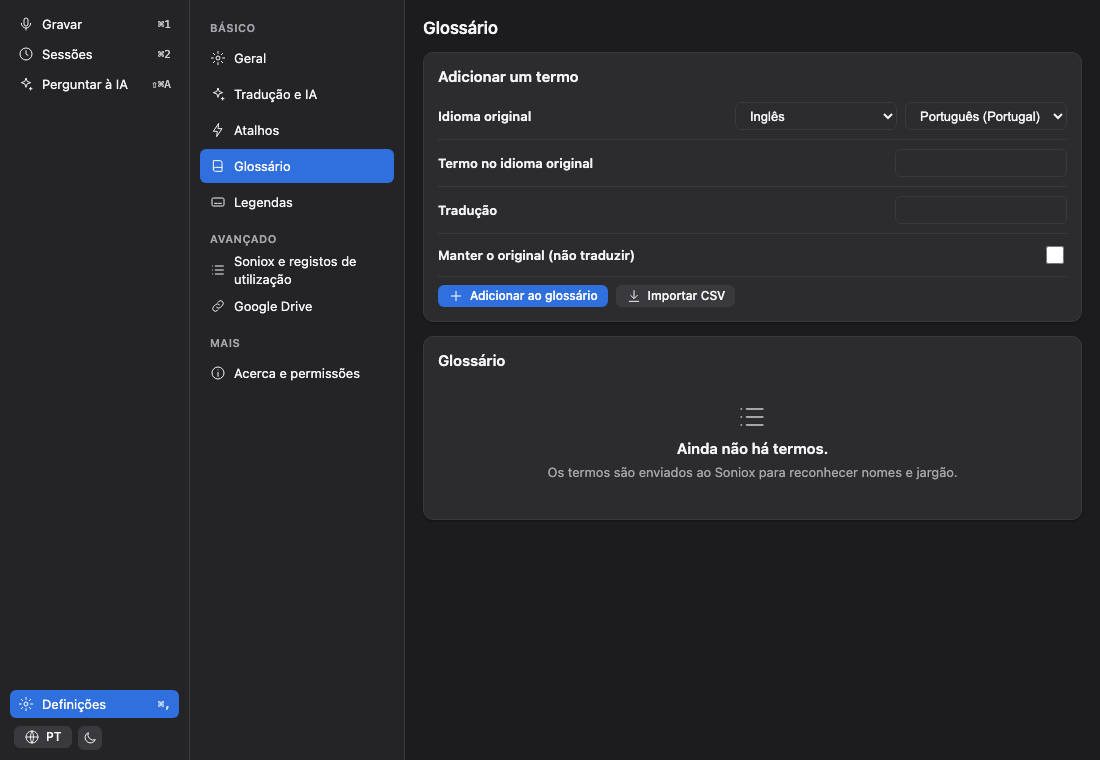 Gravar ⌘1
Sessões ⌘2
Perguntar à IA ⇧⌘A
Definições ⌘,
PT
BÁSICO
Geral
Tradução e IA
Atalhos
Glossário
Legendas
AVANÇADO
Soniox e registos de
utilização
Google Drive
MAIS
Acerca e permissões
Glossário
Adicionar um termo
Idioma original Inglês Português (Portugal)
Termo no idioma original
Tradução
Manter o original (não traduzir)
Adicionar ao glossário Importar CSV
Glossário
Ainda não há termos.
Os termos são enviados ao Soniox para reconhecer nomes e jargão.